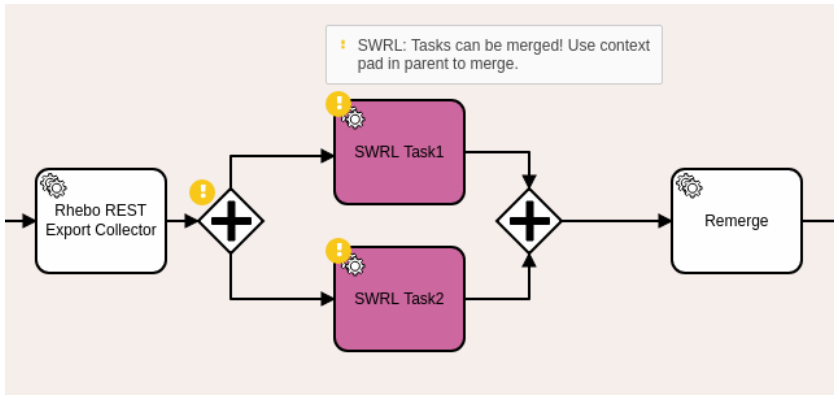 ! SWRL: Tasks can be merged! Use context
pad in parent to merge.
!
SWRL Task1
Rhebo REST
Export Collector
!
Remerge
!
SWRL Task2